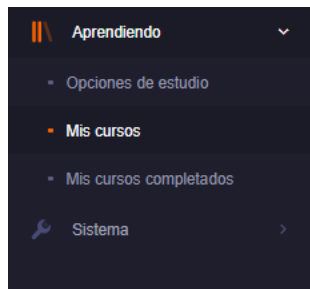 Aprendiendo
Opciones de estudio
Mis cursos
Mis cursos completados
Sistema